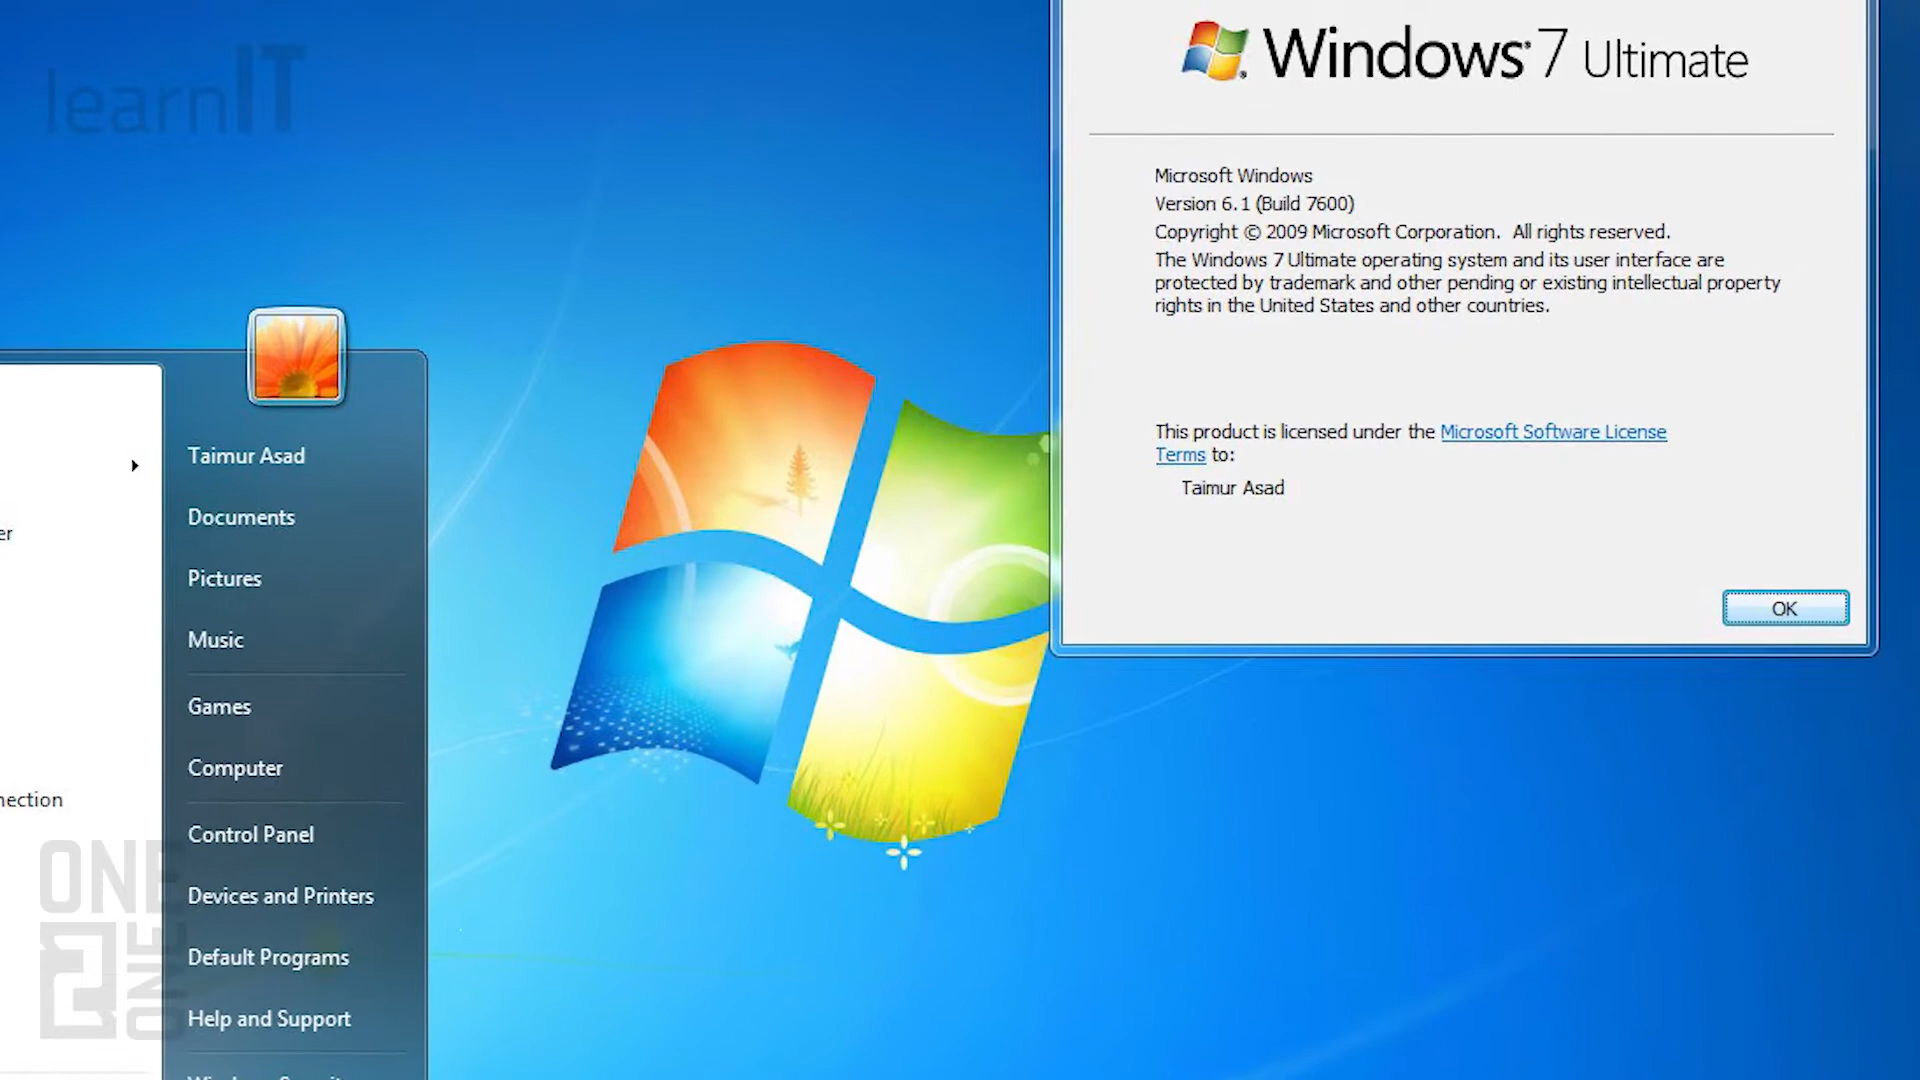 learnIT
Windows® 7 Ultimate
Microsoft Windows
Version 6.1 (Build 7600)
Copyright © 2009 Microsoft Corporation. All rights reserved.
The Windows 7 Ultimate operating system and its user interface are
protected by trademark and other pending or existing intellectual property
rights in the United States and other countries.
This product is licensed under the Microsoft Software License
Terms to:
Taimur Asad
OK
Taimur Asad
Documents
Pictures
Music
Games
Computer
Control Panel
Devices and Printers
Default Programs
Help and Support
ONE
2
ONE